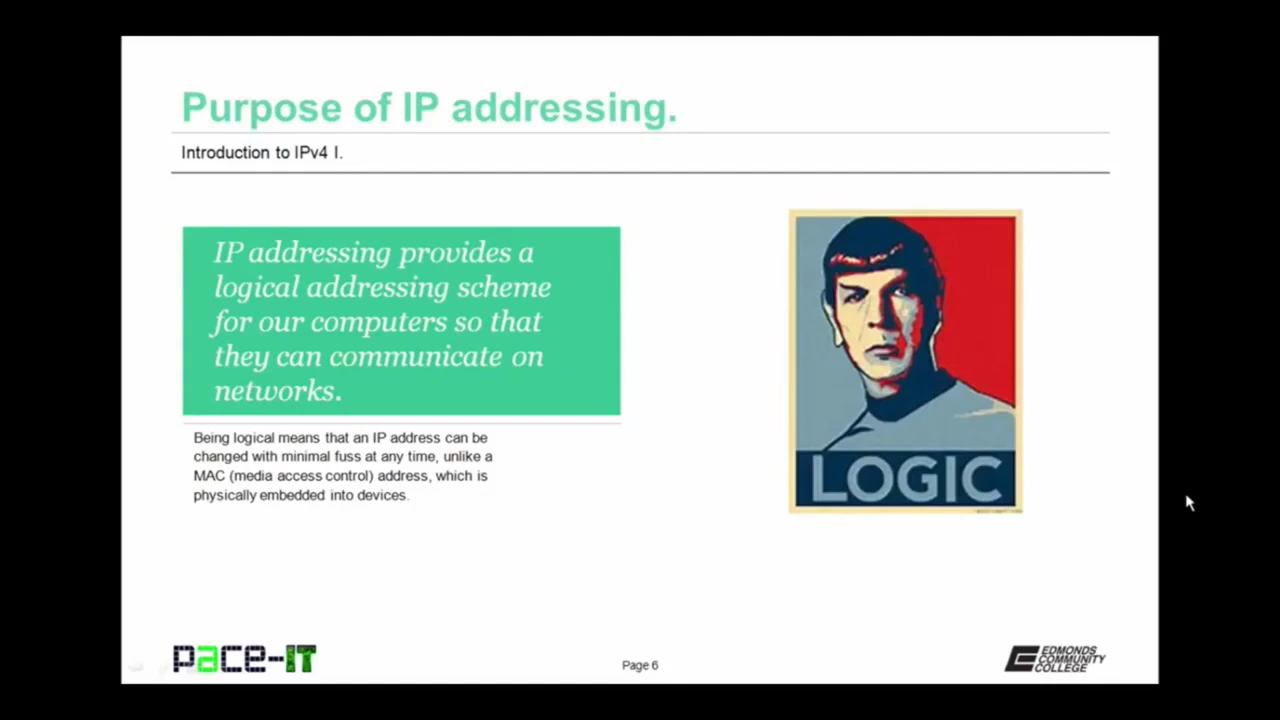 Purpose of IP addressing.
Introduction to IPv4 I.
IP addressing provides a
logical addressing scheme
for our computers so that
they can communicate on
networks.
Being logical means that an IP address can be
changed with minimal fuss at any time, unlike a
MAC (media access control) address, which is
physically embedded into devices.
LOGIC
pace-IT
Page 6
EDMONDS
COMMUNITY
COLLEGE